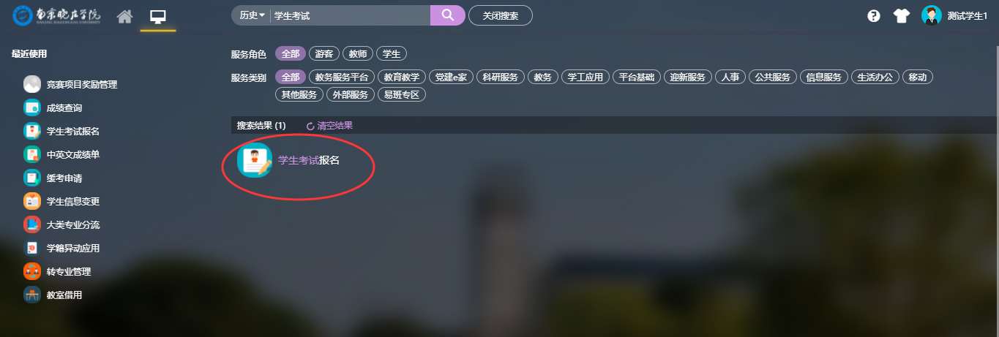 南京晓庄学院
NANJING XIAOZHUANG UNIVERSITY
历史 学生考试 关闭搜索
测试学生1
最近使用
竞赛项目奖励管理
成绩查询
学生考试报名
中英文成绩单
缓考申请
学生信息变更
大类专业分流
学籍异动应用
转专业管理
教室借用
服务角色 全部 游客 教师 学生
服务类别 全部 教务服务平台 教育教学 党建e家 科研服务 教务 学工应用 平台基础 迎新服务 人事 公共服务 信息服务 生活办公 移动
其他服务 外部服务 易班专区
搜索结果 (1) 清空结果
学生考试报名